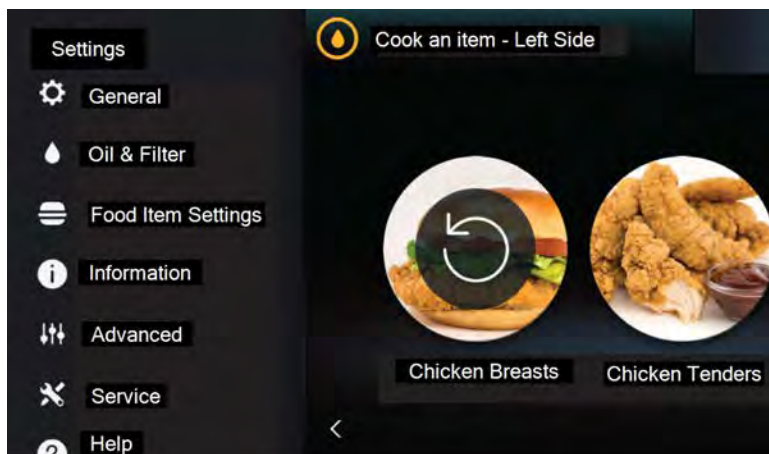 Settings
General
Oil & Filter
Food Item Settings
Information
Advanced
Service
Help
Cook an item - Left Side
Chicken Breasts
Chicken Tenders